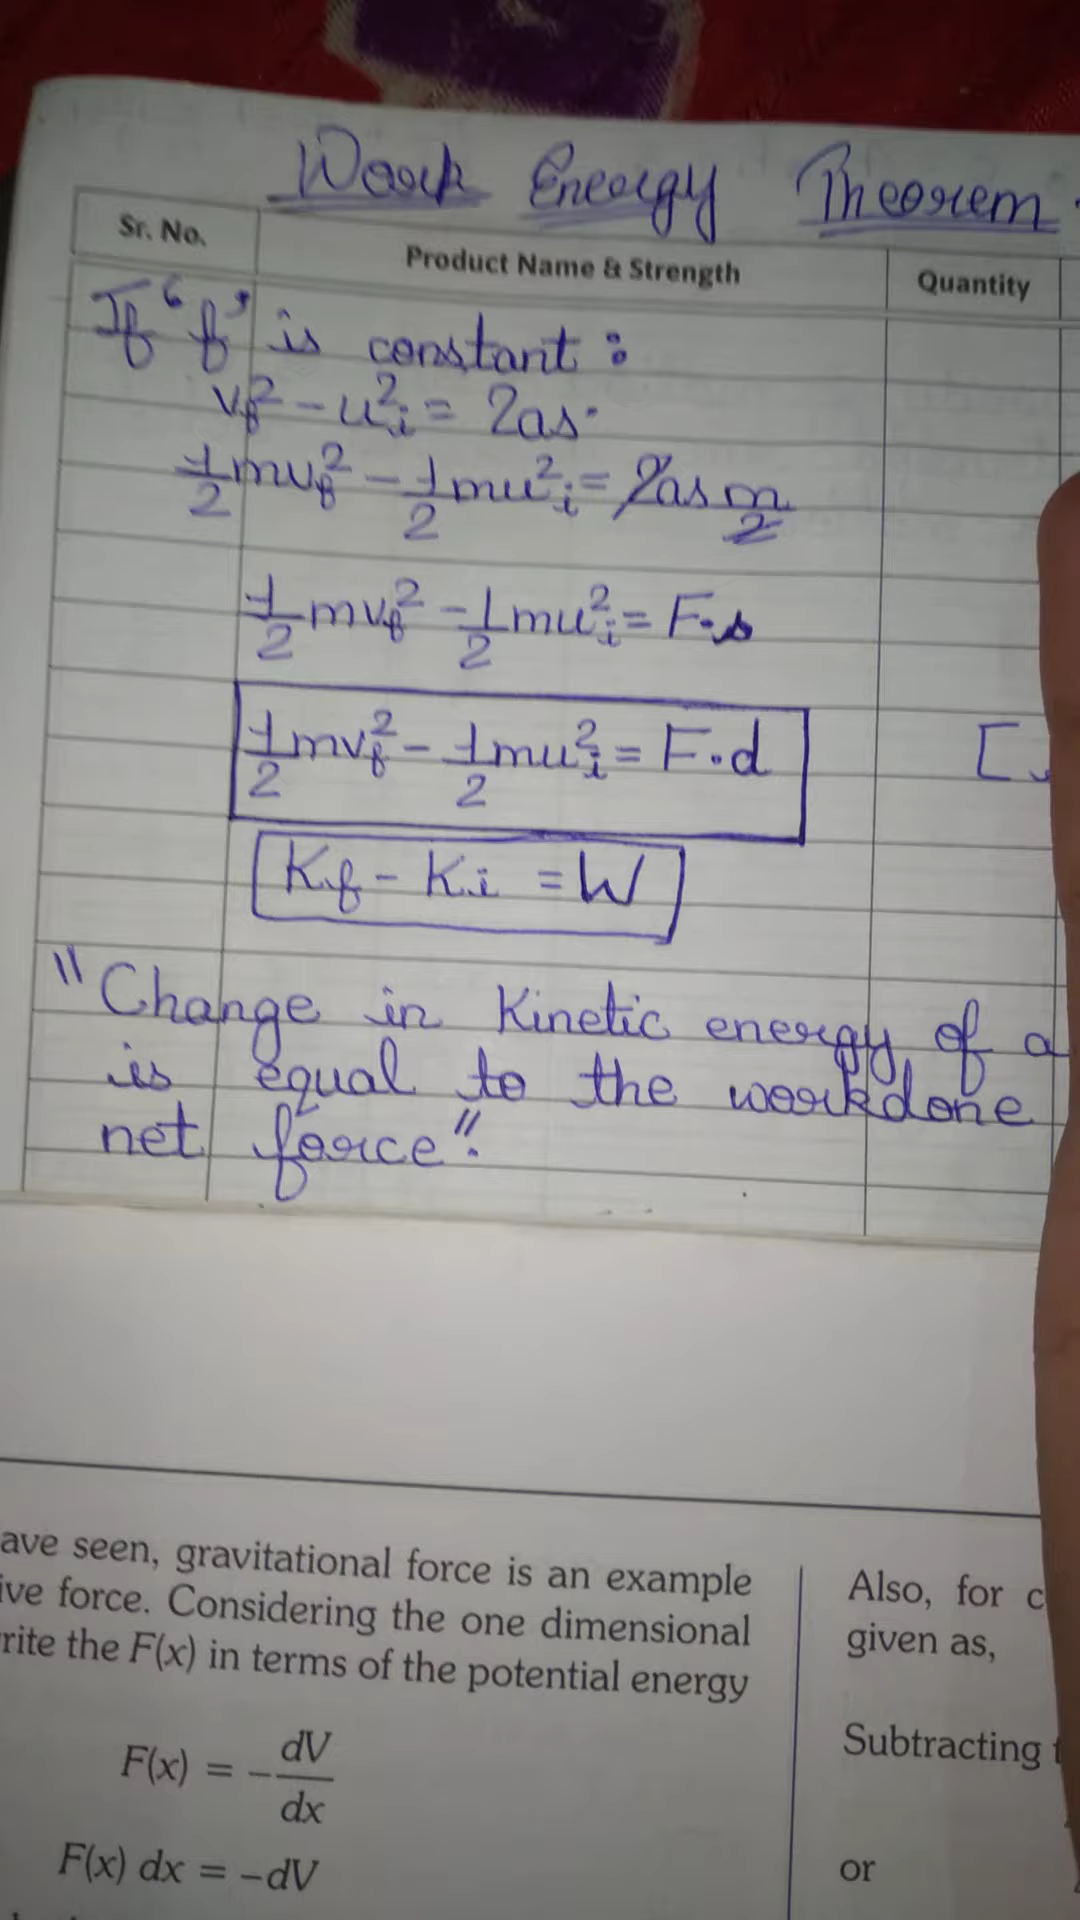 Work Energy Theorem
Sr. No. Product Name & Strength Quantity
If 'f' is constant :
vf² - ui² = 2as.
1/2 mvf² - 1/2 mui² = 2as m/2
1/2 mvf² - 1/2 mui² = F.s
1/2 mvf² - 1/2 mui² = F.d [
Kf - Ki = W
"Change in Kinetic energy of a
is equal to the workdone
net force".
ave seen, gravitational force is an example
ive force. Considering the one dimensional
rite the F(x) in terms of the potential energy
F(x) = - dV/dx
F(x) dx = -dV
Also, for c
given as,
Subtracting
or